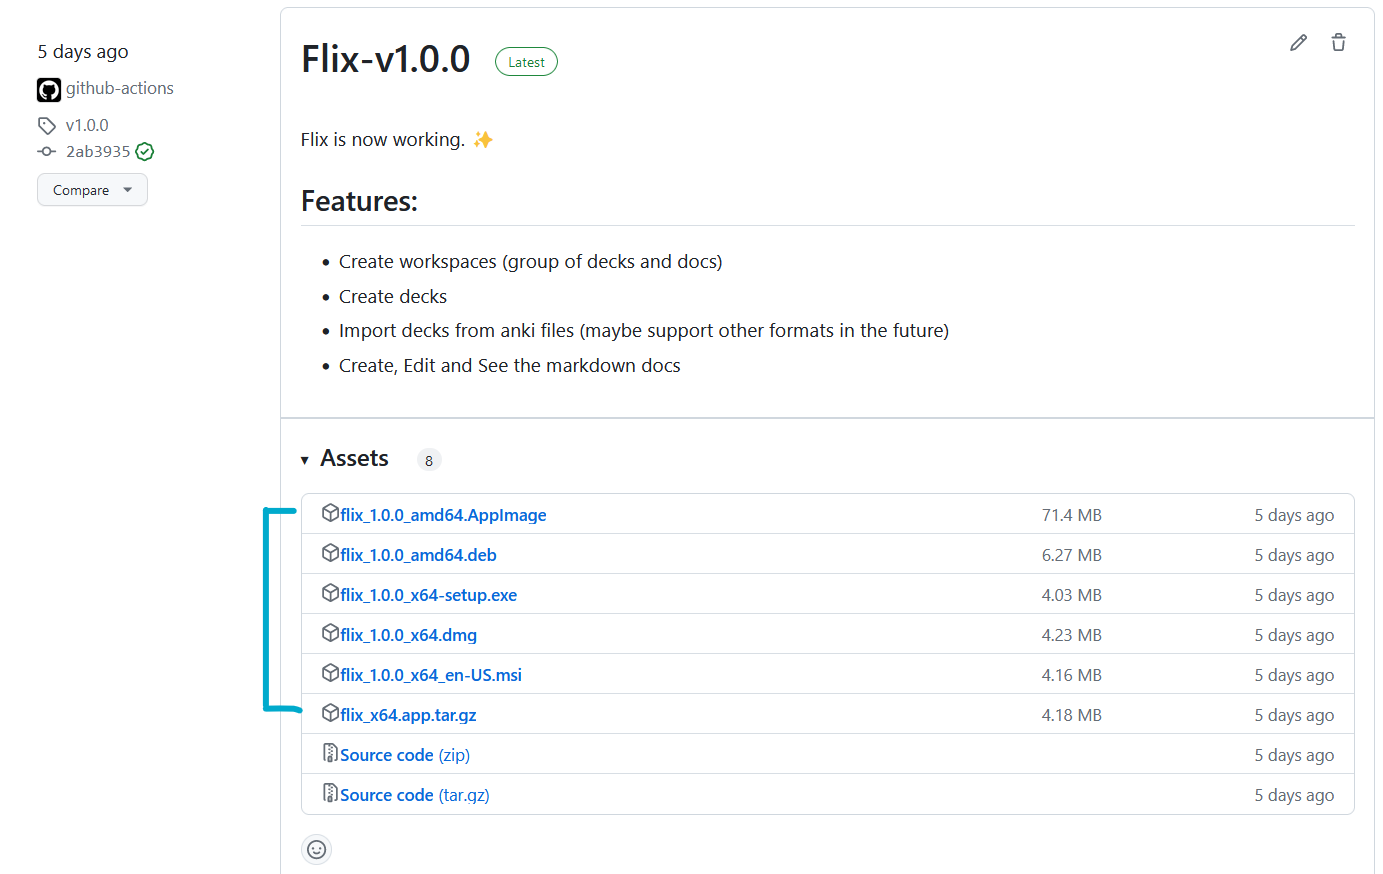 5 days ago
github-actions
v1.0.0
2ab3935
Compare
Flix-v1.0.0 Latest
Flix is now working. ✨
Features:
• Create workspaces (group of decks and docs)
• Create decks
• Import decks from anki files (maybe support other formats in the future)
• Create, Edit and See the markdown docs
Assets 8
flix_1.0.0_amd64.AppImage 71.4 MB 5 days ago
flix_1.0.0_amd64.deb 6.27 MB 5 days ago
flix_1.0.0_x64-setup.exe 4.03 MB 5 days ago
flix_1.0.0_x64.dmg 4.23 MB 5 days ago
flix_1.0.0_x64_en-US.msi 4.16 MB 5 days ago
flix_x64.app.tar.gz 4.18 MB 5 days ago
Source code (zip) 5 days ago
Source code (tar.gz) 5 days ago